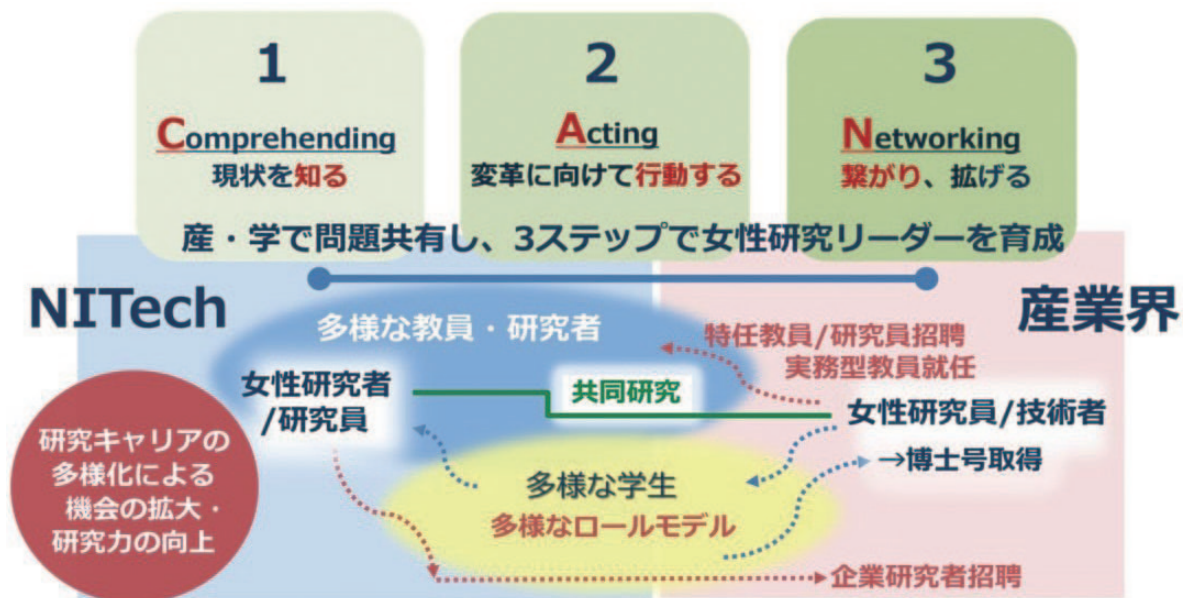 1
Comprehending
現状を知る
2
Acting
変革に向けて行動する
3
Networking
繋がり、拡げる
産・学で問題共有し、3ステップで女性研究リーダーを育成
NITech
産業界
多様な教員・研究者
特任教員/研究員招聘
実務型教員就任
女性研究者
/研究員
共同研究
女性研究員/技術者
→博士号取得
研究キャリアの
多様化による
機会の拡大・
研究力の向上
多様な学生
多様なロールモデル
企業研究者招聘